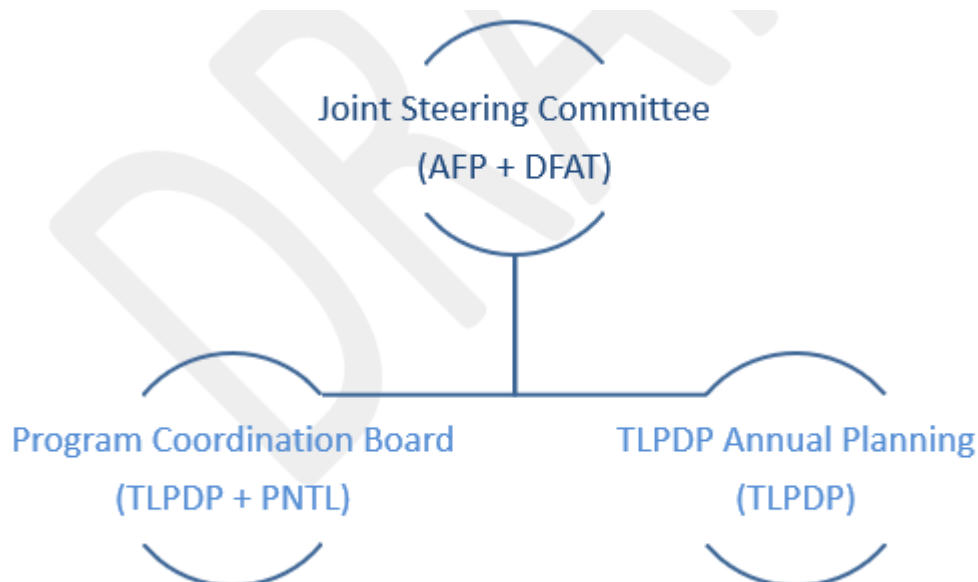 Joint Steering Committee
(AFP + DFAT)
Program Coordination Board
(TLPDP + PNTL)
TLPDP Annual Planning
(TLPDP)